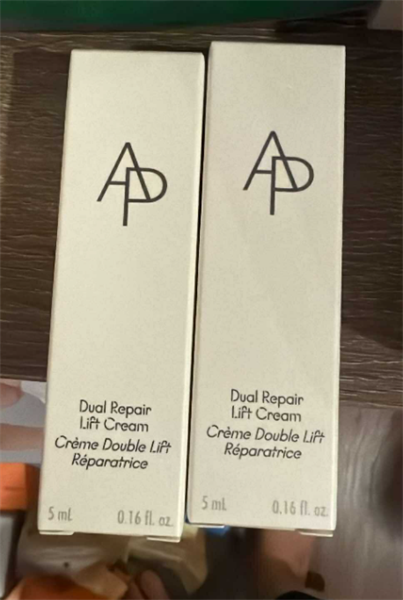 AP
Dual Repair
Lift Cream
Crème Double Lift
Réparatrice
5 mL 0.16 fl. oz.
AP
Dual Repair
Lift Cream
Crème Double Lift
Réparatrice
5 mL 0.16 fl. oz.